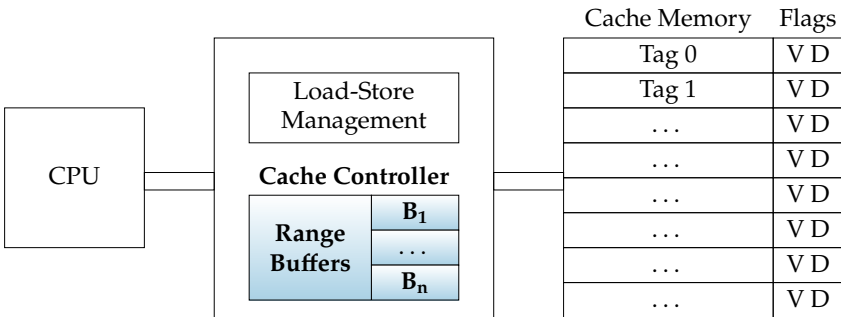 Cache Memory Flags
Tag 0 V D
Tag 1 V D
. . . V D
. . . V D
. . . V D
. . . V D
. . . V D
. . . V D
Load-Store
Management
CPU
Cache Controller
Range
Buffers
B1
. . .
Bn